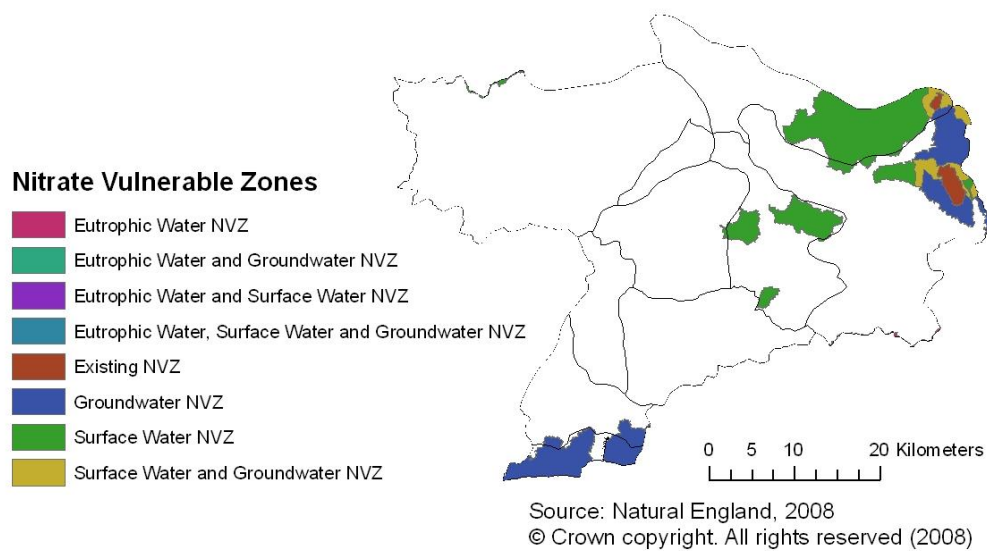 Nitrate Vulnerable Zones
Eutrophic Water NVZ
Eutrophic Water and Groundwater NVZ
Eutrophic Water and Surface Water NVZ
Eutrophic Water, Surface Water and Groundwater NVZ
Existing NVZ
Groundwater NVZ
Surface Water NVZ
Surface Water and Groundwater NVZ
0 5 10 20 Kilometers
Source: Natural England, 2008
© Crown copyright. All rights reserved (2008)